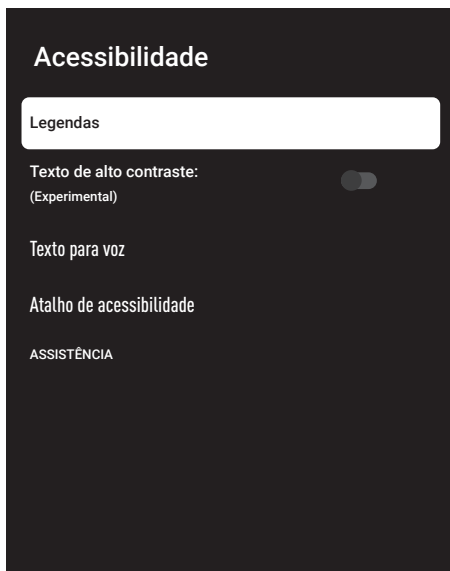 Acessibilidade
Legendas
Texto de alto contraste:
(Experimental)
Texto para voz
Atalho de acessibilidade
ASSISTÊNCIA